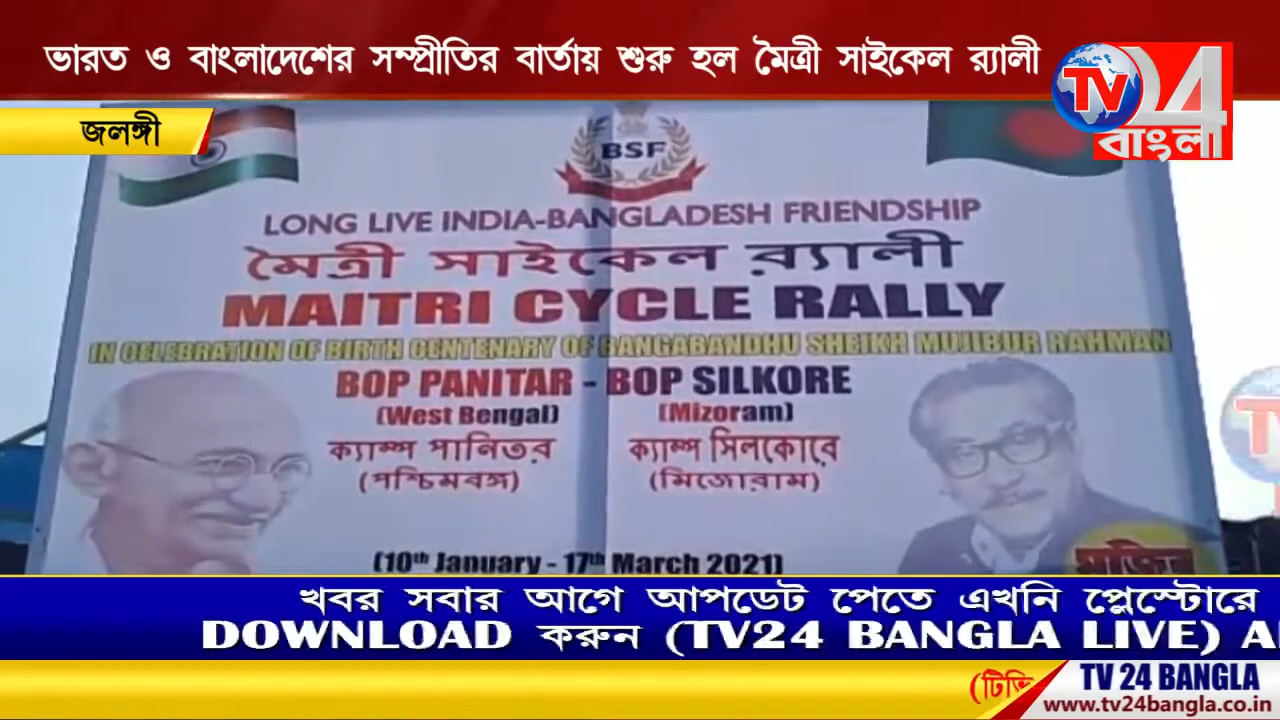 ভারত ও বাংলাদেশের সম্প্রীতির বার্তায় শুরু হল মৈত্রী সাইকেল র‍্যালী
TV 24
বাংলা
জলঙ্গী
BSF
LONG LIVE INDIA-BANGLADESH FRIENDSHIP
মৈত্রী সাইকেল র‍্যালী
MAITRI CYCLE RALLY
IN CELEBRATION OF BIRTH CENTENARY OF BANGABANDHU SHEIKH MUJIBUR RAHMAN
BOP PANITAR - BOP SILKORE
(West Bengal) (Mizoram)
ক্যাম্প পানিতর ক্যাম্প সিলকোরে
(পশ্চিমবঙ্গ) (মিজোরাম)
(10th January - 17th March 2021)
মুজিব
খবর সবার আগে আপডেট পেতে এখনি প্লেস্টোরে
DOWNLOAD করুন (TV24 BANGLA LIVE)
(টিভি
TV 24 BANGLA
www.tv24bangla.co.in